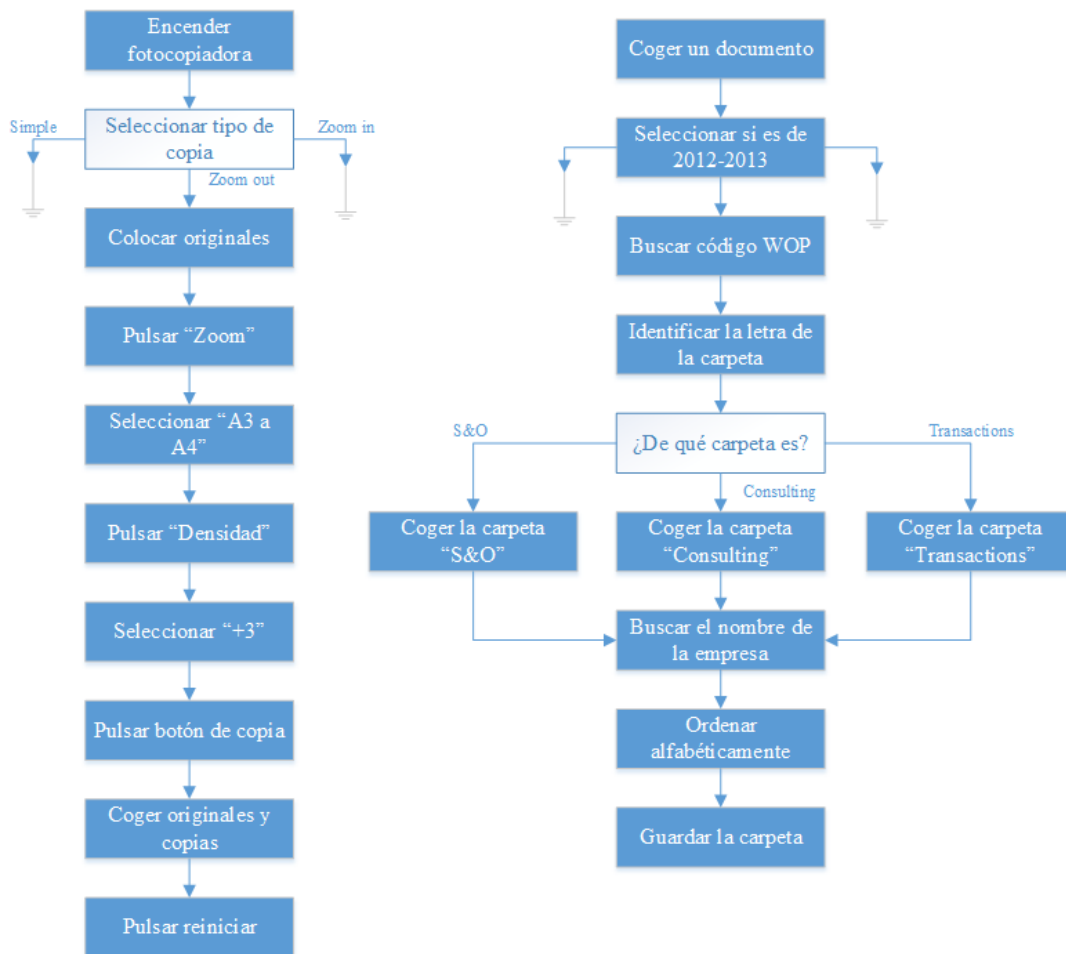 Encender
fotocopiadora
Simple
Seleccionar tipo de
copia
Zoom in
Zoom out
Colocar originales
Pulsar “Zoom”
Seleccionar “A3 a
A4”
Pulsar “Densidad”
Seleccionar “+3”
Pulsar botón de copia
Coger originales y
copias
Pulsar reiniciar
Coger un documento
Seleccionar si es de
2012-2013
Buscar código WOP
Identificar la letra de
la carpeta
S&O
¿De qué carpeta es?
Transactions
Consulting
Coger la carpeta
“S&O”
Coger la carpeta
“Consulting”
Coger la carpeta
“Transactions”
Buscar el nombre de
la empresa
Ordenar
alfabéticamente
Guardar la carpeta